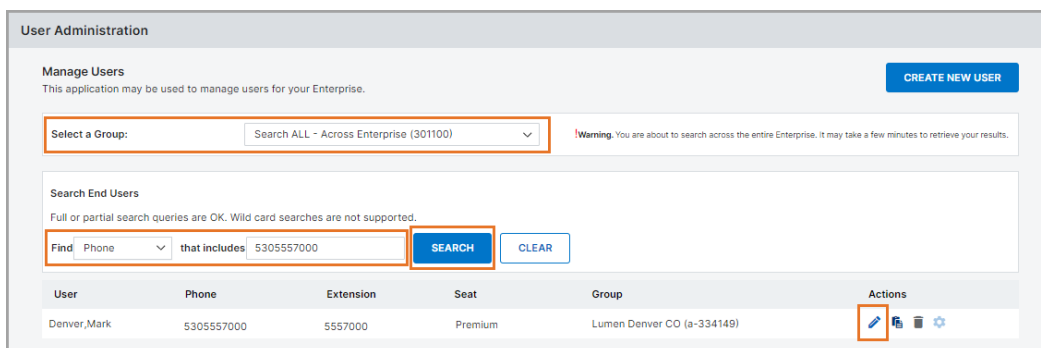 User Administration
Manage Users
This application may be used to manage users for your Enterprise.
CREATE NEW USER
Select a Group: Search ALL - Across Enterprise (301100) !Warning. You are about to search across the entire Enterprise. It may take a few minutes to retrieve your results.
Search End Users
Full or partial search queries are OK. Wild card searches are not supported.
Find Phone that includes 5305557000 SEARCH CLEAR
User Phone Extension Seat Group Actions
Denver,Mark 5305557000 5557000 Premium Lumen Denver CO (a-334149)